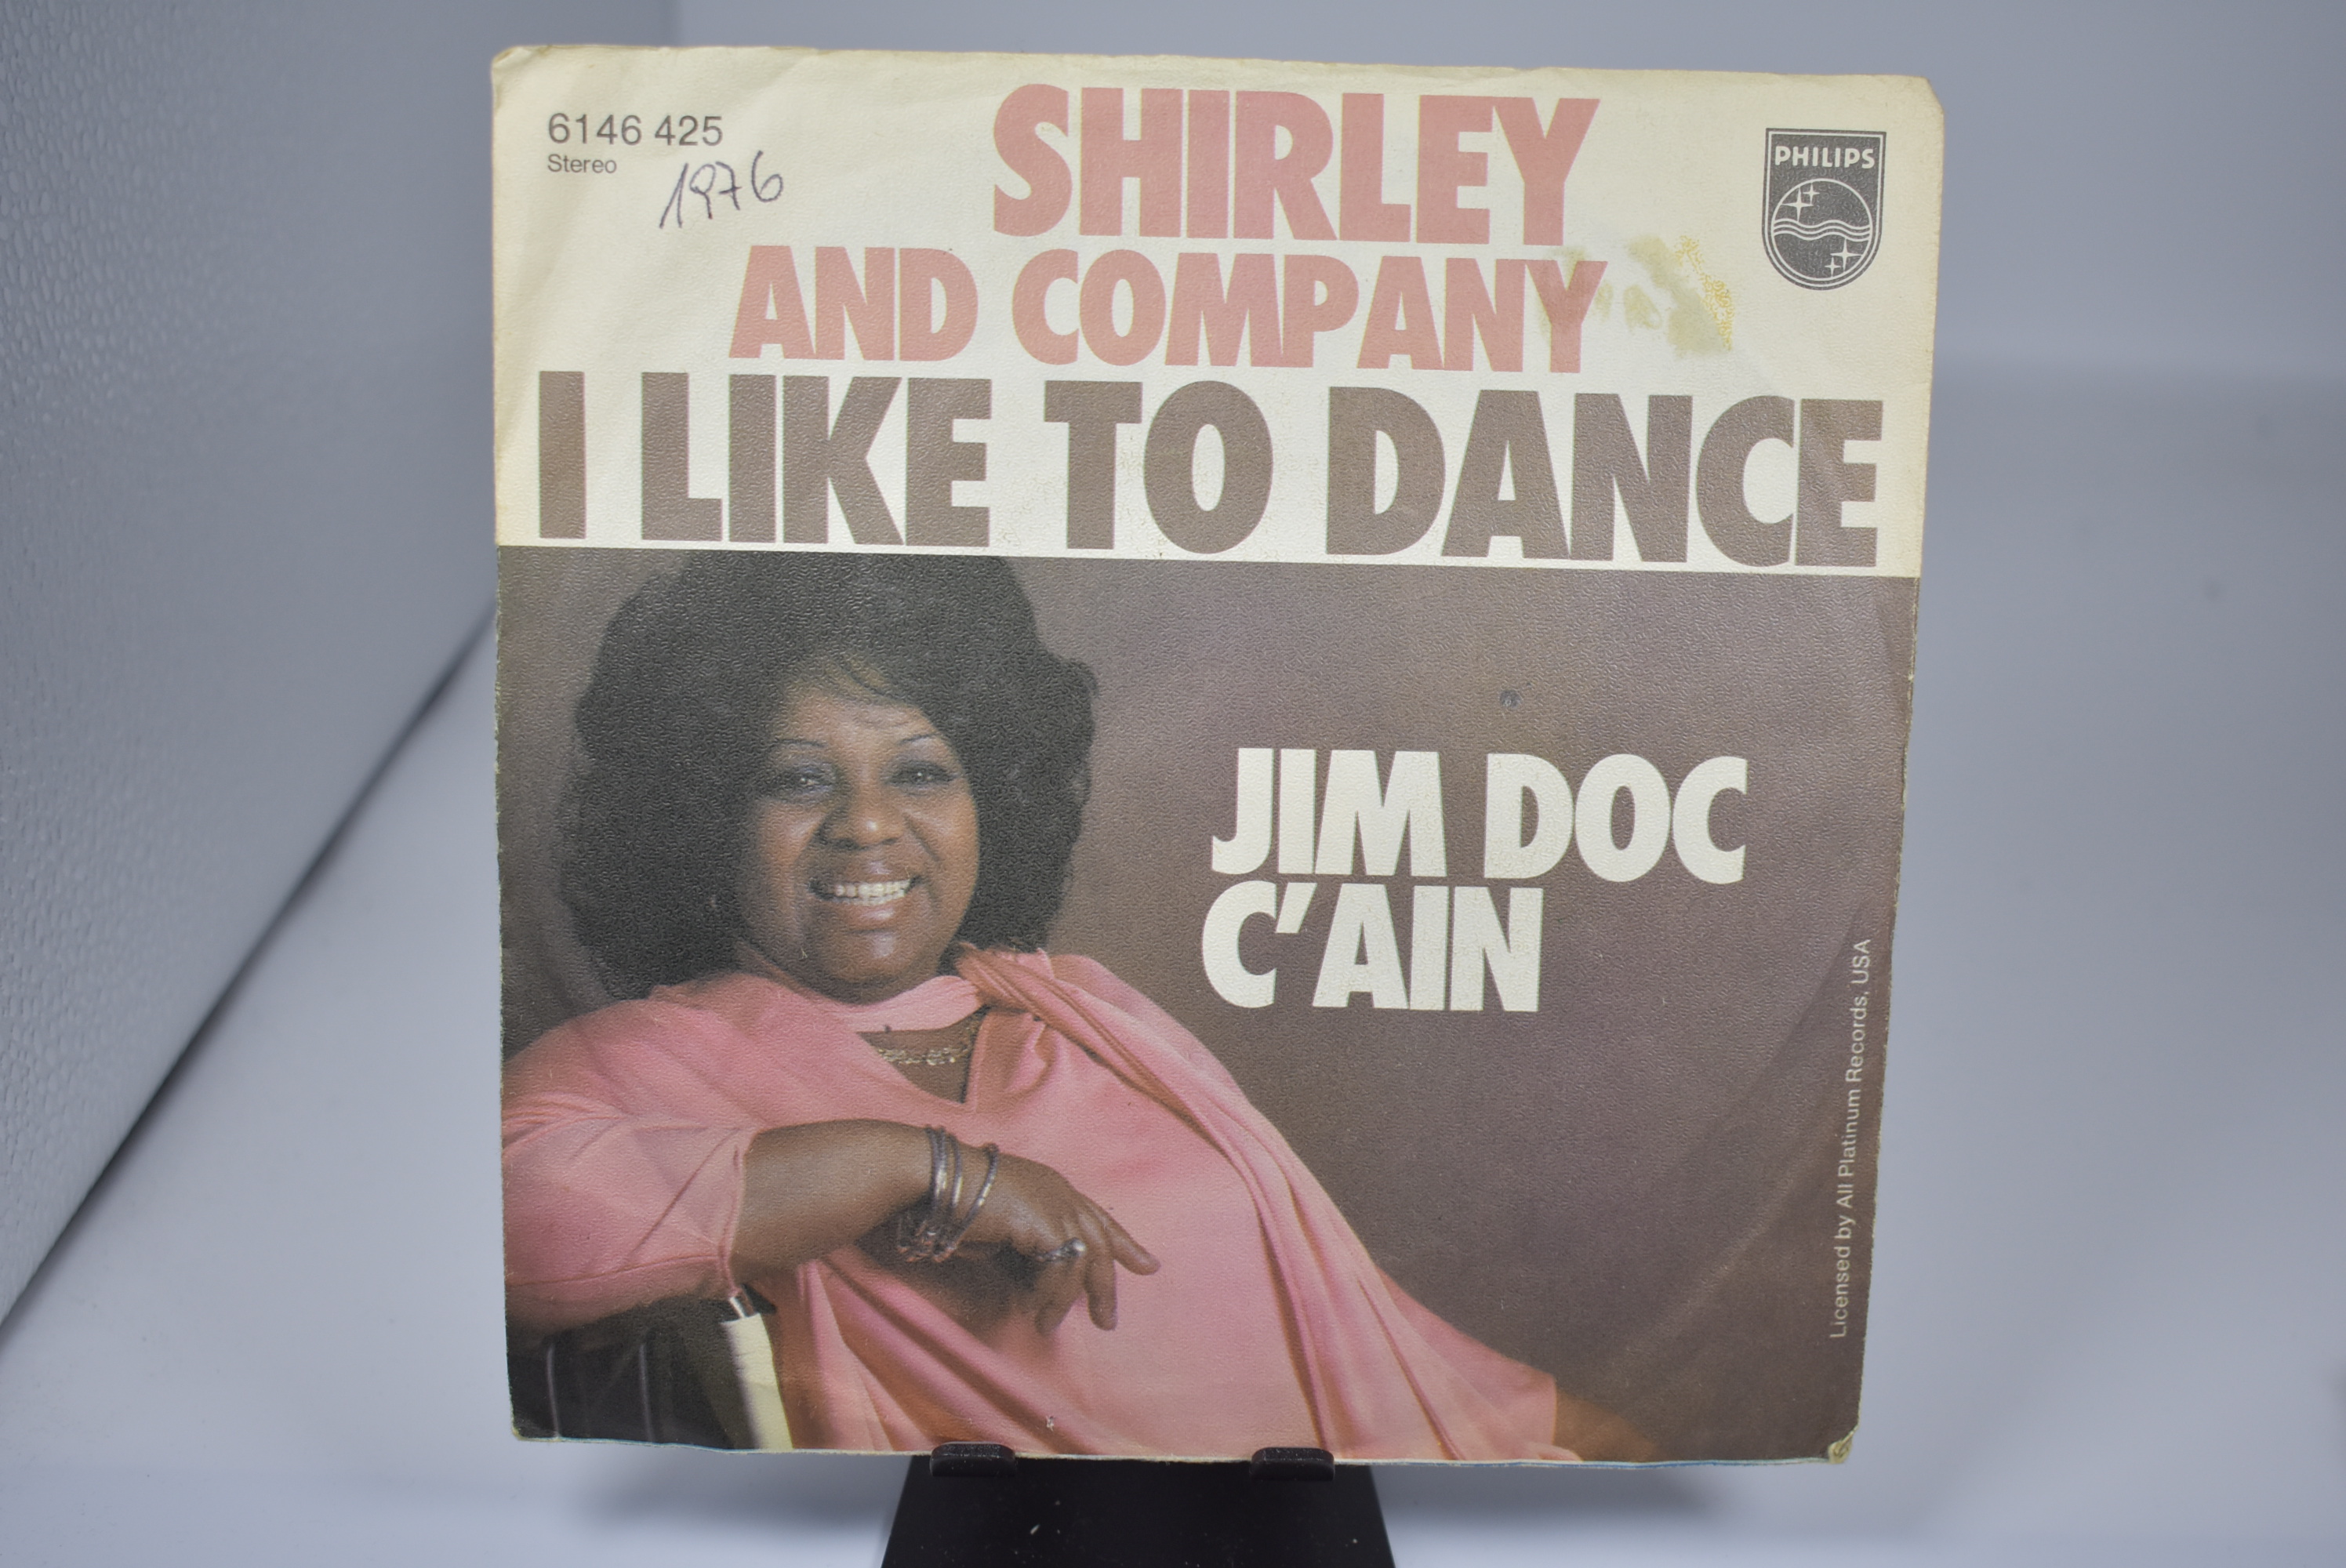 6146 425
Stereo
1976
SHIRLEY
AND COMPANY
PHILIPS
I LIKE TO DANCE
JIM DOC
C'AIN
Licensed by All Platinum Records, USA